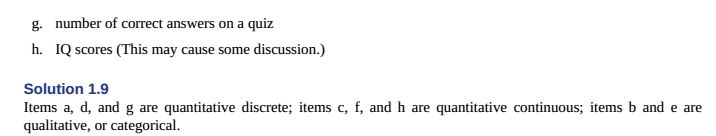 g. number of correct answers on a quiz
h. IQ scores (This may cause some discussion.)
Solution 1.9
Items a, d, and g are quantitative discrete; items c, f, and h are quantitative continuous; items b and e are
qualitative, or categorical.